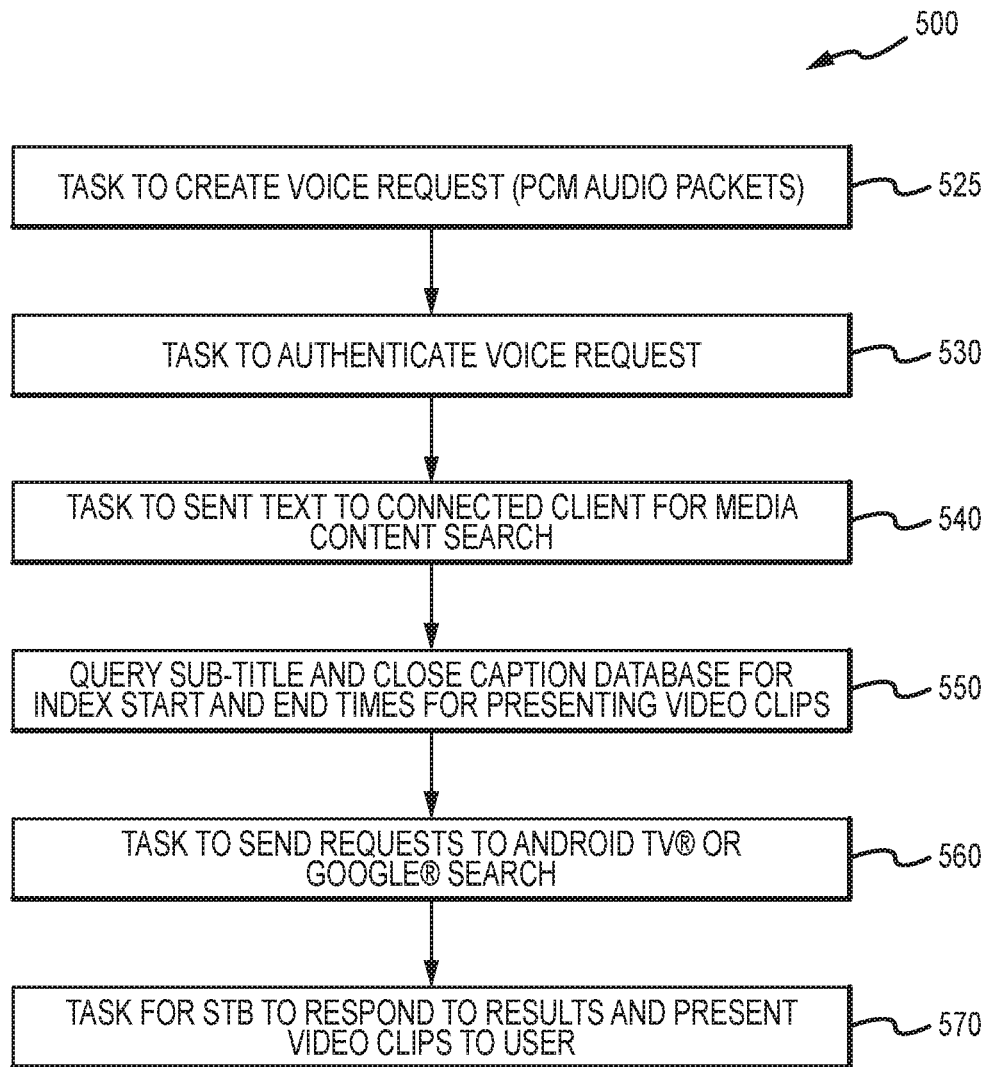 500
TASK TO CREATE VOICE REQUEST (PCM AUDIO PACKETS)
525
TASK TO AUTHENTICATE VOICE REQUEST
530
TASK TO SENT TEXT TO CONNECTED CLIENT FOR MEDIA
CONTENT SEARCH
540
QUERY SUB-TITLE AND CLOSE CAPTION DATABASE FOR
INDEX START AND END TIMES FOR PRESENTING VIDEO CLIPS
550
TASK TO SEND REQUESTS TO ANDROID TV® OR
GOOGLE® SEARCH
560
TASK FOR STB TO RESPOND TO RESULTS AND PRESENT
VIDEO CLIPS TO USER
570